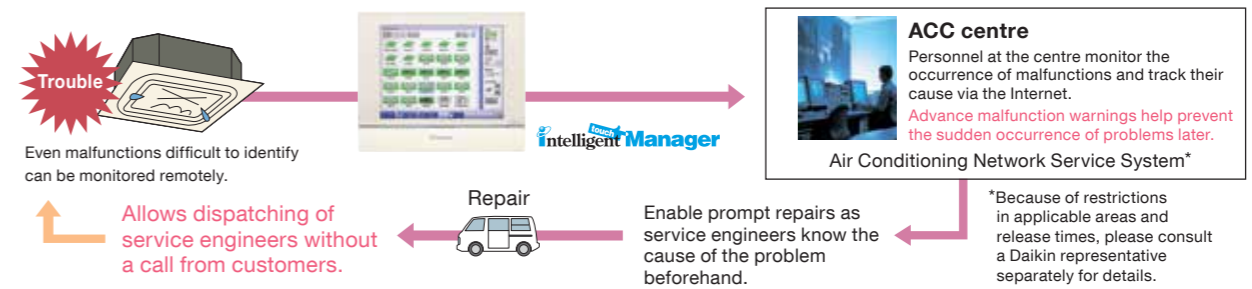 Trouble
Even malfunctions difficult to identify
can be monitored remotely.
intelligent touch Manager
ACC centre
Personnel at the centre monitor the
occurrence of malfunctions and track their
cause via the Internet.
Advance malfunction warnings help prevent
the sudden occurrence of problems later.
Air Conditioning Network Service System*
*Because of restrictions
in applicable areas and
release times, please consult
a Daikin representative
separately for details.
Enable prompt repairs as
service engineers know the
cause of the problem
beforehand.
Repair
Allows dispatching of
service engineers without
a call from customers.